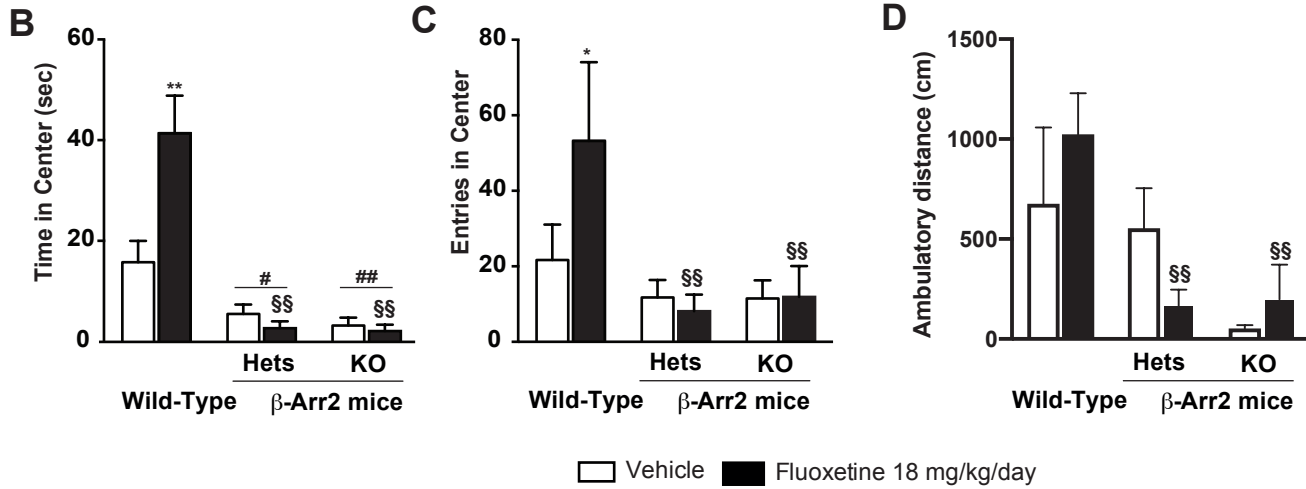 B
Time in Center (sec)
60
40
20
0
**
#
§§
##
§§
Hets
KO
Wild-Type
β-Arr2 mice
C
Entries in Center
80
60
40
20
0
*
§§
§§
Hets
KO
Wild-Type
β-Arr2 mice
D
Ambulatory distance (cm)
1500
1000
500
0
§§
§§
Hets
KO
Wild-Type
β-Arr2 mice
Vehicle
Fluoxetine 18 mg/kg/day